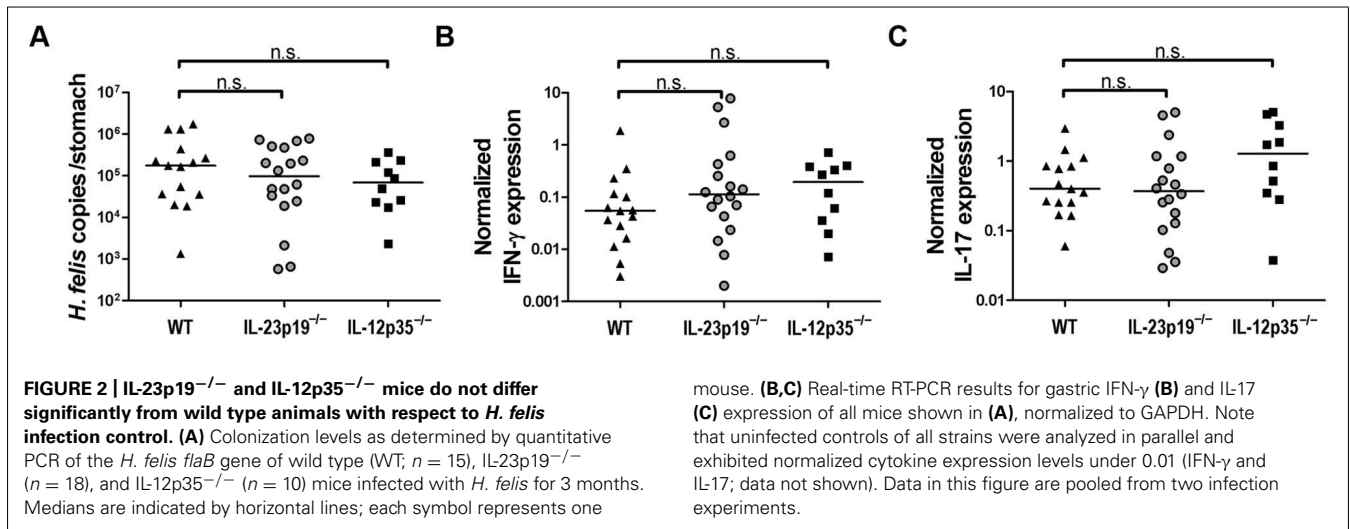 A
n.s.
n.s.
H. felis copies/stomach
10⁷
10⁶
10⁵
10⁴
10³
10²
WT
IL-23p19⁻/⁻
IL-12p35⁻/⁻
B
n.s.
n.s.
Normalized
IFN-γ expression
10
1
0.1
0.01
0.001
WT
IL-23p19⁻/⁻
IL-12p35⁻/⁻
C
n.s.
n.s.
Normalized
IL-17 expression
10
1
0.1
0.01
WT
IL-23p19⁻/⁻
IL-12p35⁻/⁻
FIGURE 2 | IL-23p19⁻/⁻ and IL-12p35⁻/⁻ mice do not differ
significantly from wild type animals with respect to H. felis
infection control. (A) Colonization levels as determined by quantitative
PCR of the H. felis flaB gene of wild type (WT; n = 15), IL-23p19⁻/⁻
(n = 18), and IL-12p35⁻/⁻ (n = 10) mice infected with H. felis for 3 months.
Medians are indicated by horizontal lines; each symbol represents one
mouse. (B,C) Real-time RT-PCR results for gastric IFN-γ (B) and IL-17
(C) expression of all mice shown in (A), normalized to GAPDH. Note
that uninfected controls of all strains were analyzed in parallel and
exhibited normalized cytokine expression levels under 0.01 (IFN-γ and
IL-17; data not shown). Data in this figure are pooled from two infection
experiments.